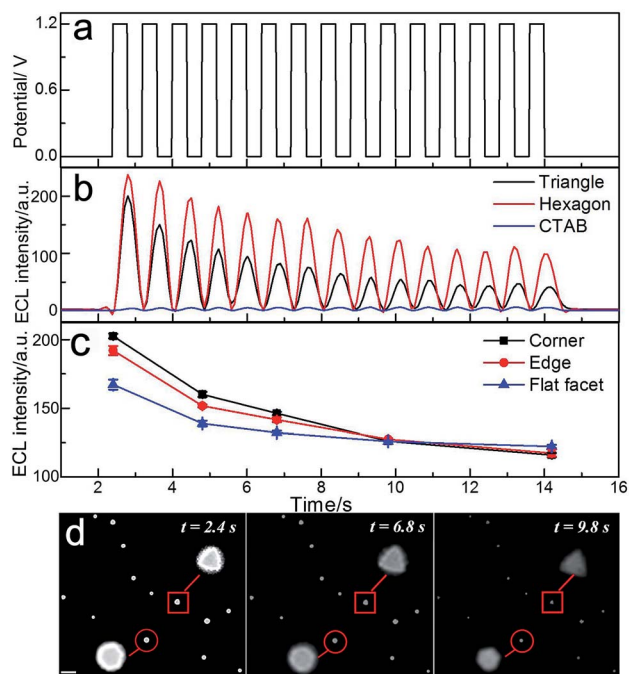 a
Potential/ V
1.2
0.6
0.0
b
ECL intensity/a.u.
200
100
0
Triangle
Hexagon
CTAB
c
ECL intensity/a.u.
200
150
100
Corner
Edge
Flat facet
2 4 6 8 10 12 14 16
Time/s
d
t = 2.4 s
t = 6.8 s
t = 9.8 s